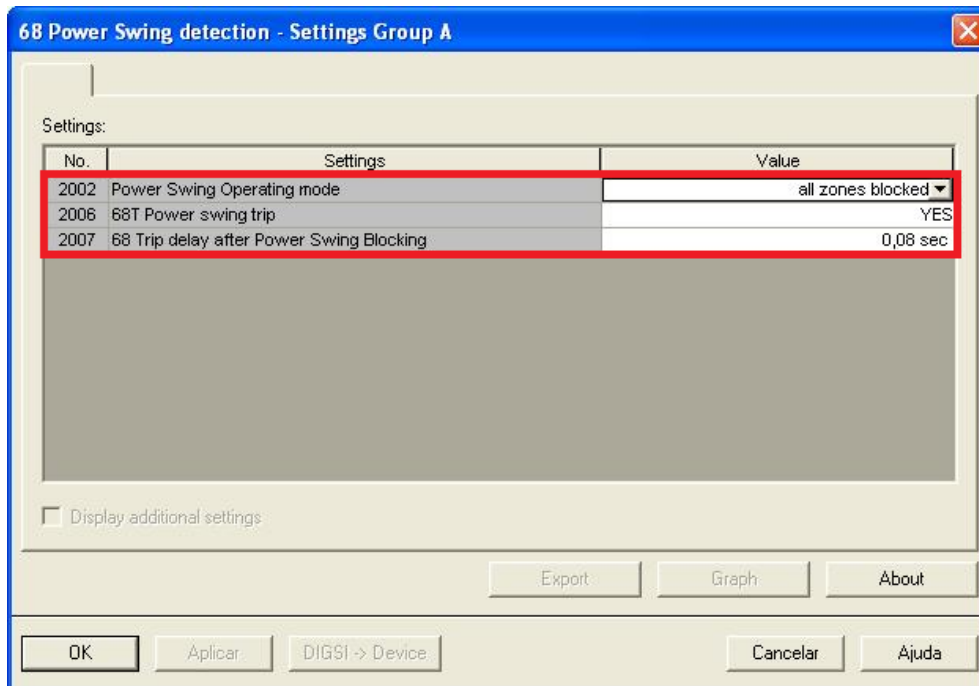 68 Power Swing detection - Settings Group A
Settings:
No. Settings Value
2002 Power Swing Operating mode all zones blocked
2006 68T Power swing trip YES
2007 68 Trip delay after Power Swing Blocking 0,08 sec
Display additional settings
Export Graph About
OK Aplicar DIGSI -> Device Cancelar Ajuda